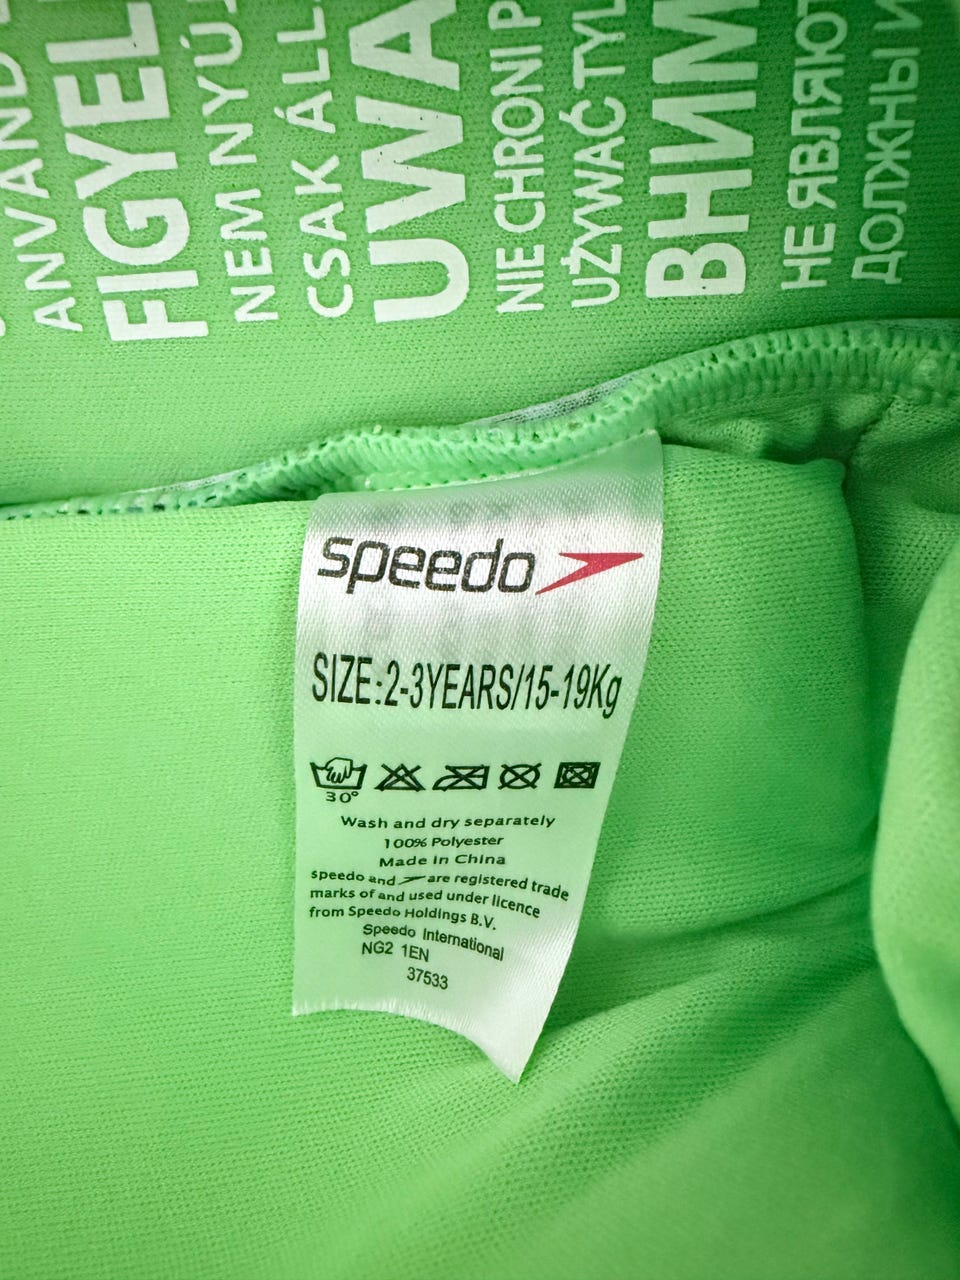 ANVÄND
FIGYEL
NEM NYÚJ
CSAK ÁLL
UWA
NIE CHRONI P
UŻYWAĆ TYL
ВНИМ
НЕ ЯВЛЯЮТ
ДОЛЖНЫ И
speedo
SIZE:2-3YEARS/15-19Kg
30°
Wash and dry separately
100% Polyester
Made in China
speedo and are registered trade
marks of and used under licence
from Speedo Holdings B.V.
Speedo International
NG2 1EN
37533